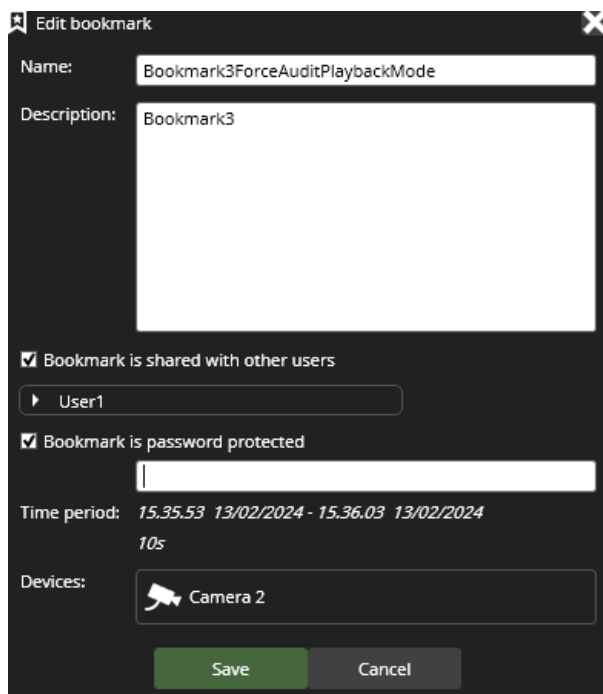 Edit bookmark
Name: Bookmark3ForceAuditPlaybackMode
Description: Bookmark3
Bookmark is shared with other users
User1
Bookmark is password protected
Time period: 15.35.53 13/02/2024 - 15.36.03 13/02/2024
10s
Devices: Camera 2
Save Cancel